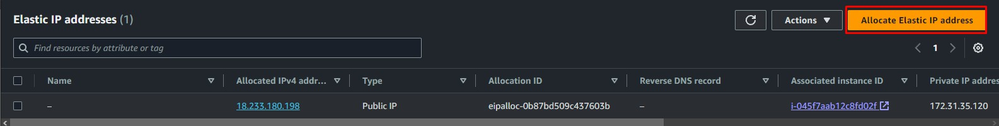 Elastic IP addresses (1)
Actions
Allocate Elastic IP address
Find resources by attribute or tag
1
Name Allocated IPv4 addr... Type Allocation ID Reverse DNS record Associated instance ID Private IP addres
– 18.233.180.198 Public IP eipalloc-0b87bd509c437603b – i-045f7aab12c8fd02f 172.31.35.120